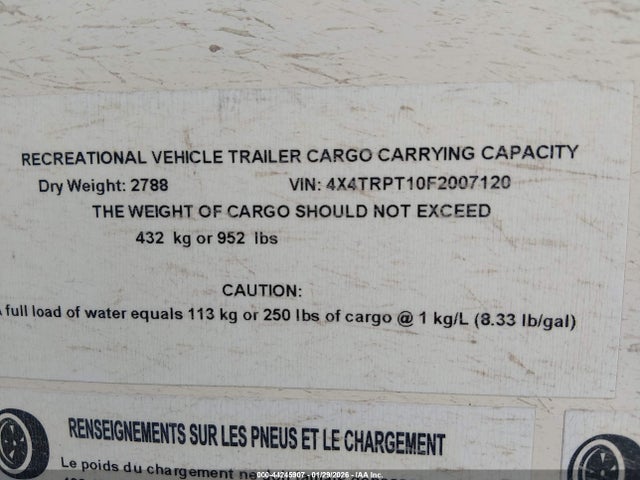 RECREATIONAL VEHICLE TRAILER CARGO CARRYING CAPACITY
Dry Weight: 2788 VIN: 4X4TRPT10F2007120
THE WEIGHT OF CARGO SHOULD NOT EXCEED
432 kg or 952 lbs
CAUTION:
full load of water equals 113 kg or 250 lbs of cargo @ 1 kg/L (8.33 lb/gal)
RENSEIGNEMENTS SUR LES PNEUS ET LE CHARGEMENT
Le poids du chargement ne
000-44245907 - 01/29/2026 - IAA Inc.